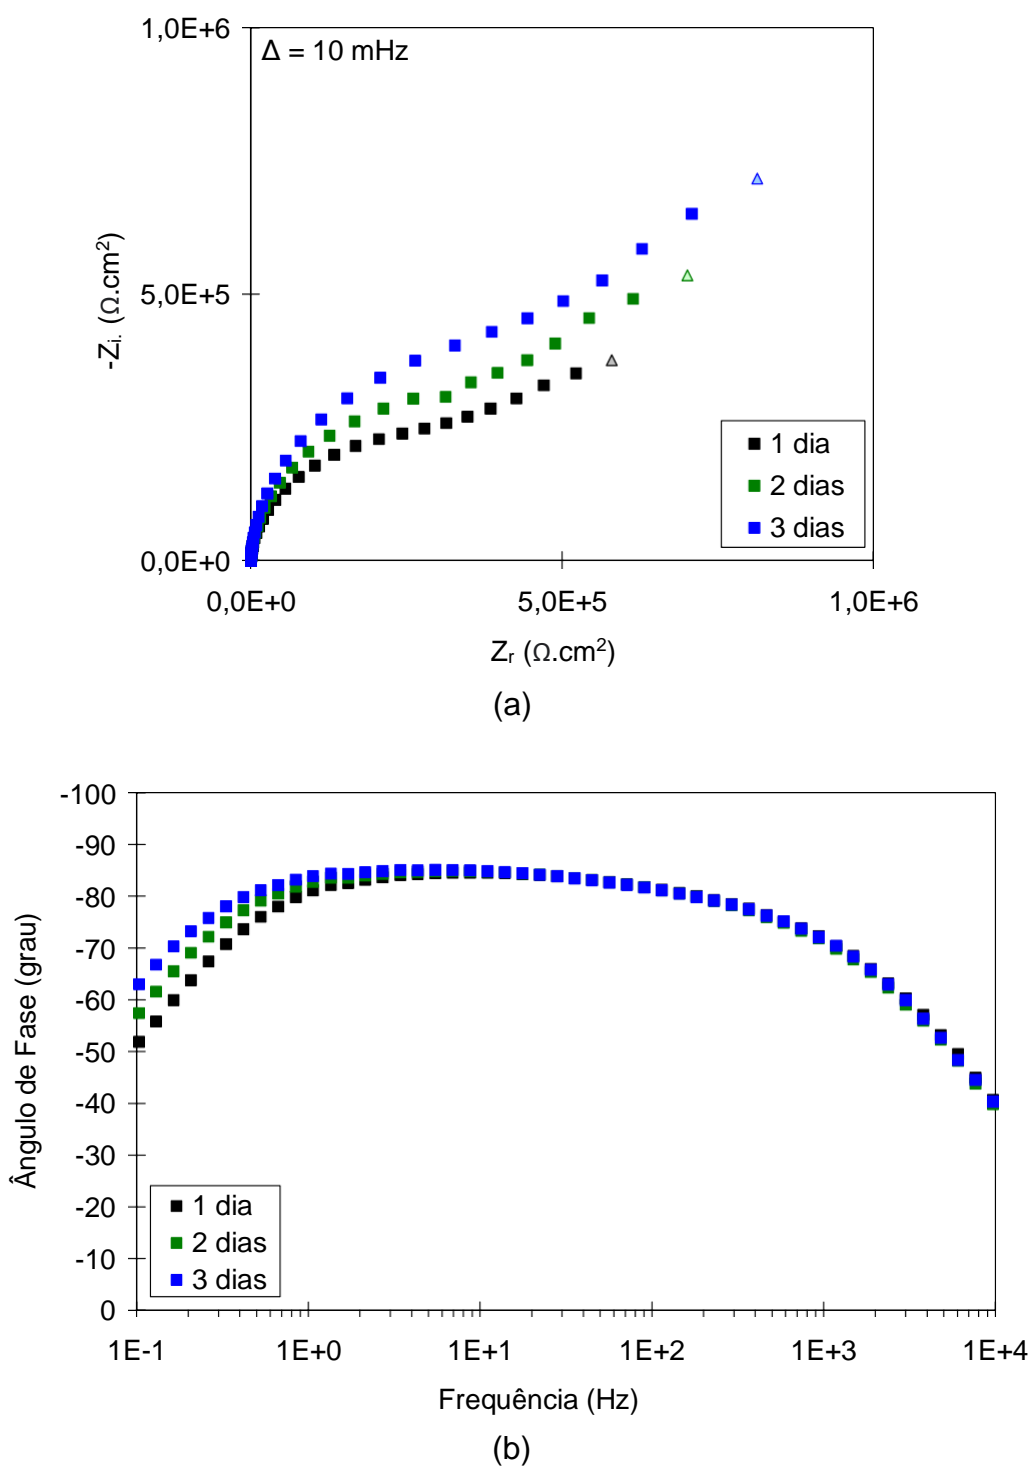 1,0E+6
Δ = 10 mHz
-Zi. (Ω.cm²)
5,0E+5
1 dia
2 dias
3 dias
0,0E+0
0,0E+0 5,0E+5 1,0E+6
Zr (Ω.cm²)
(a)
-100
-90
-80
-70
-60
-50
-40
-30
-20
-10
0
Ângulo de Fase (grau)
1 dia
2 dias
3 dias
1E-1 1E+0 1E+1 1E+2 1E+3 1E+4
Frequência (Hz)
(b)